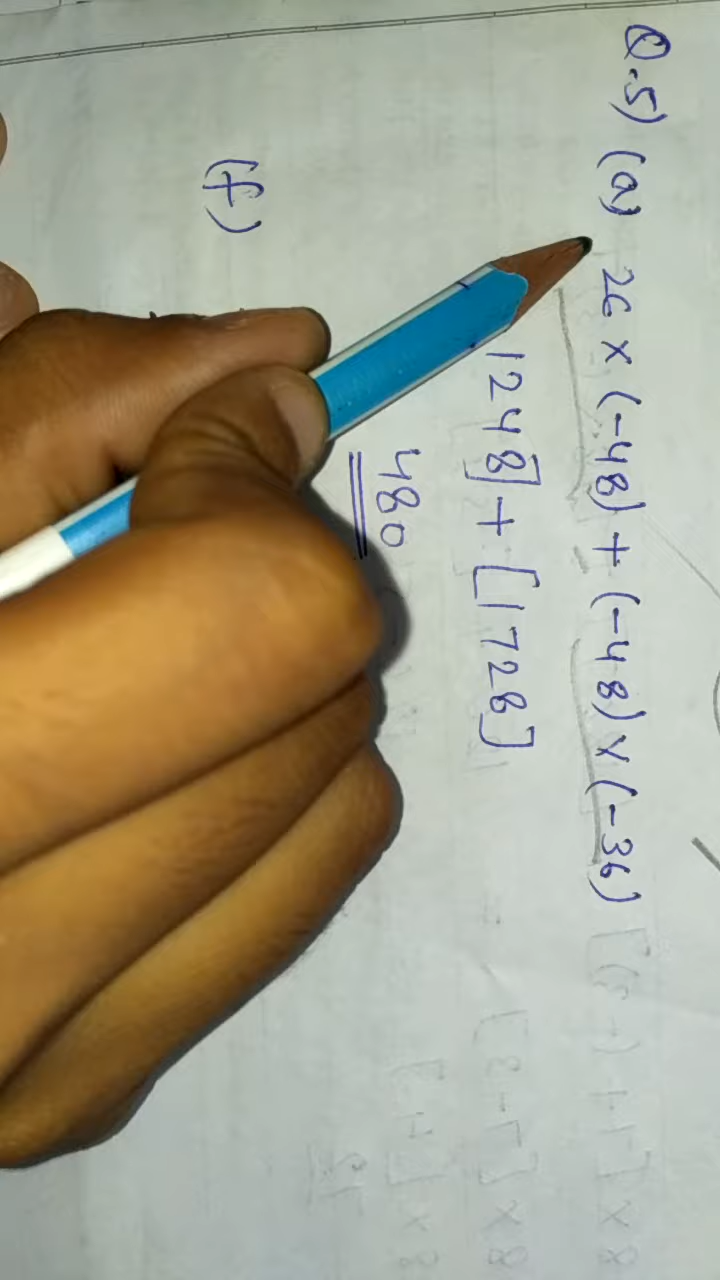 Q.5) (a) 26 x (-48) + (-48) x (-36)
1248] + [1728]
480
(f)